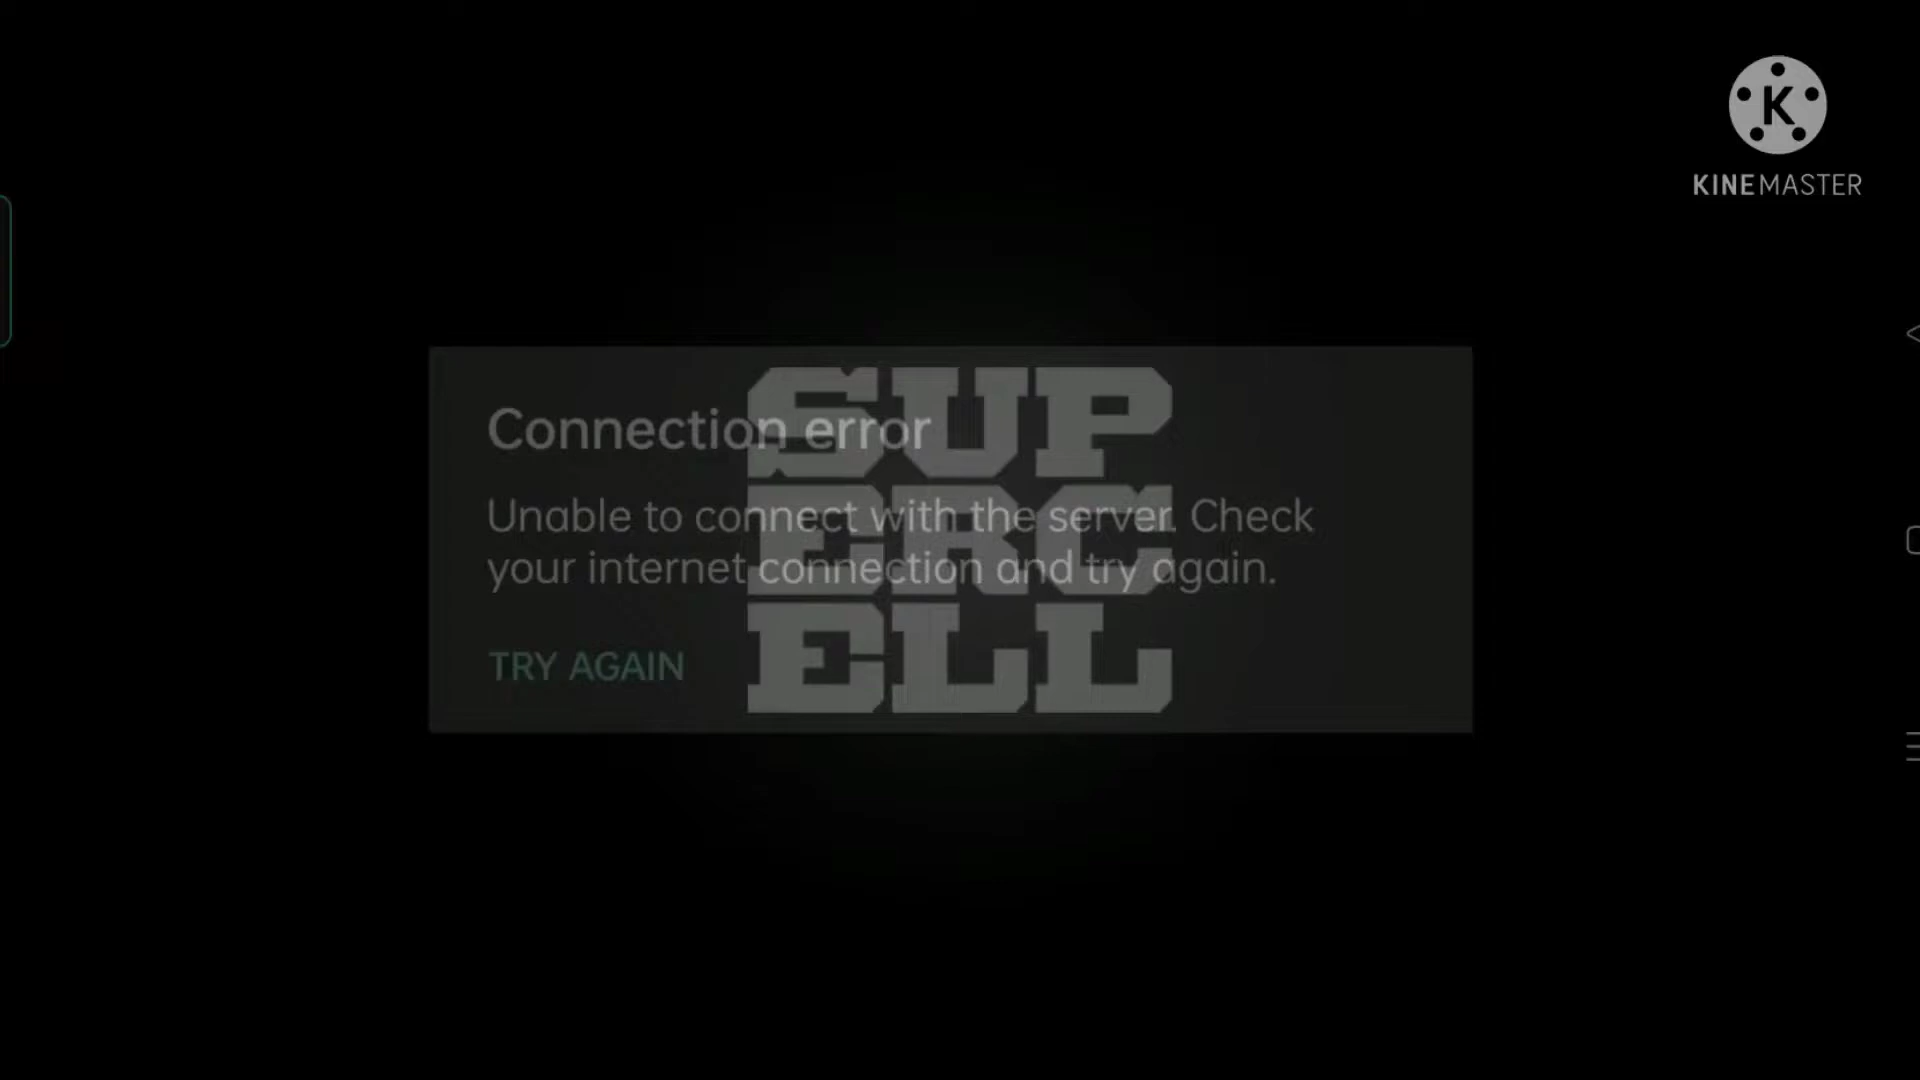 K
KINEMASTER
SUP
ERC
ELL
Connection error
Unable to connect with the server. Check
your internet connection and try again.
TRY AGAIN